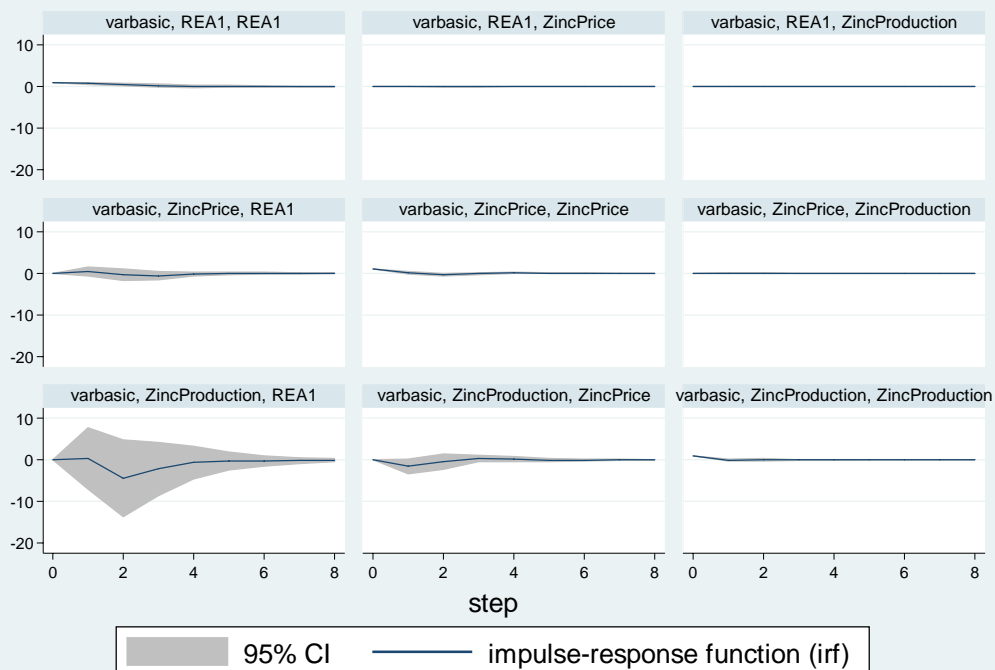 varbasic, REA1, REA1
varbasic, REA1, ZincPrice
varbasic, REA1, ZincProduction
10
0
-10
-20
varbasic, ZincPrice, REA1
varbasic, ZincPrice, ZincPrice
varbasic, ZincPrice, ZincProduction
10
0
-10
-20
varbasic, ZincProduction, REA1
varbasic, ZincProduction, ZincPrice
varbasic, ZincProduction, ZincProduction
10
0
-10
-20
0 2 4 6 8
0 2 4 6 8
0 2 4 6 8
step
95% CI
impulse-response function (irf)